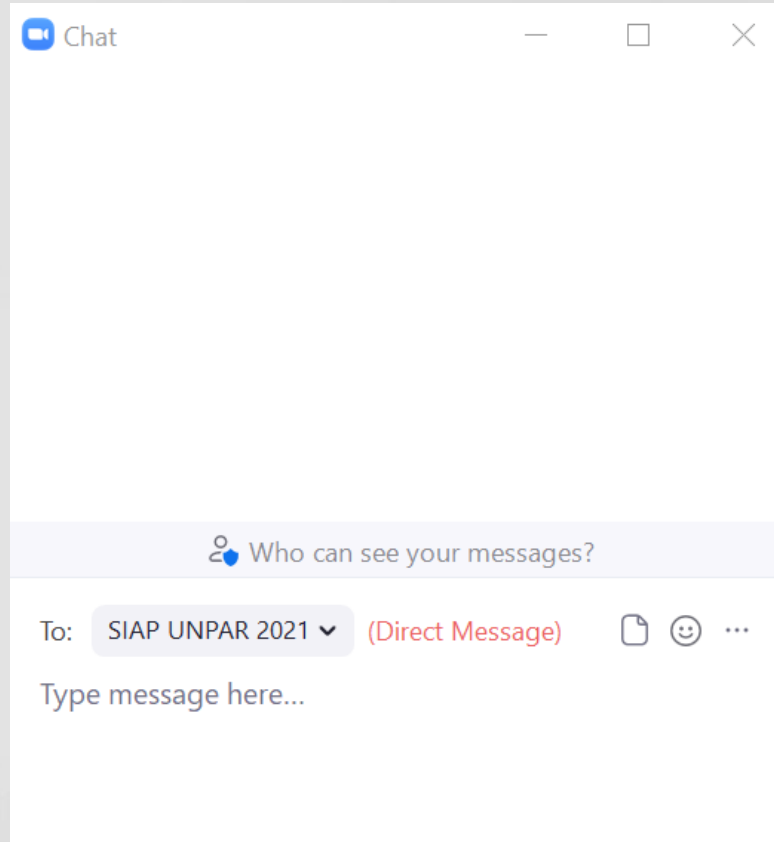 Chat
Who can see your messages?
To: SIAP UNPAR 2021 (Direct Message)
Type message here...